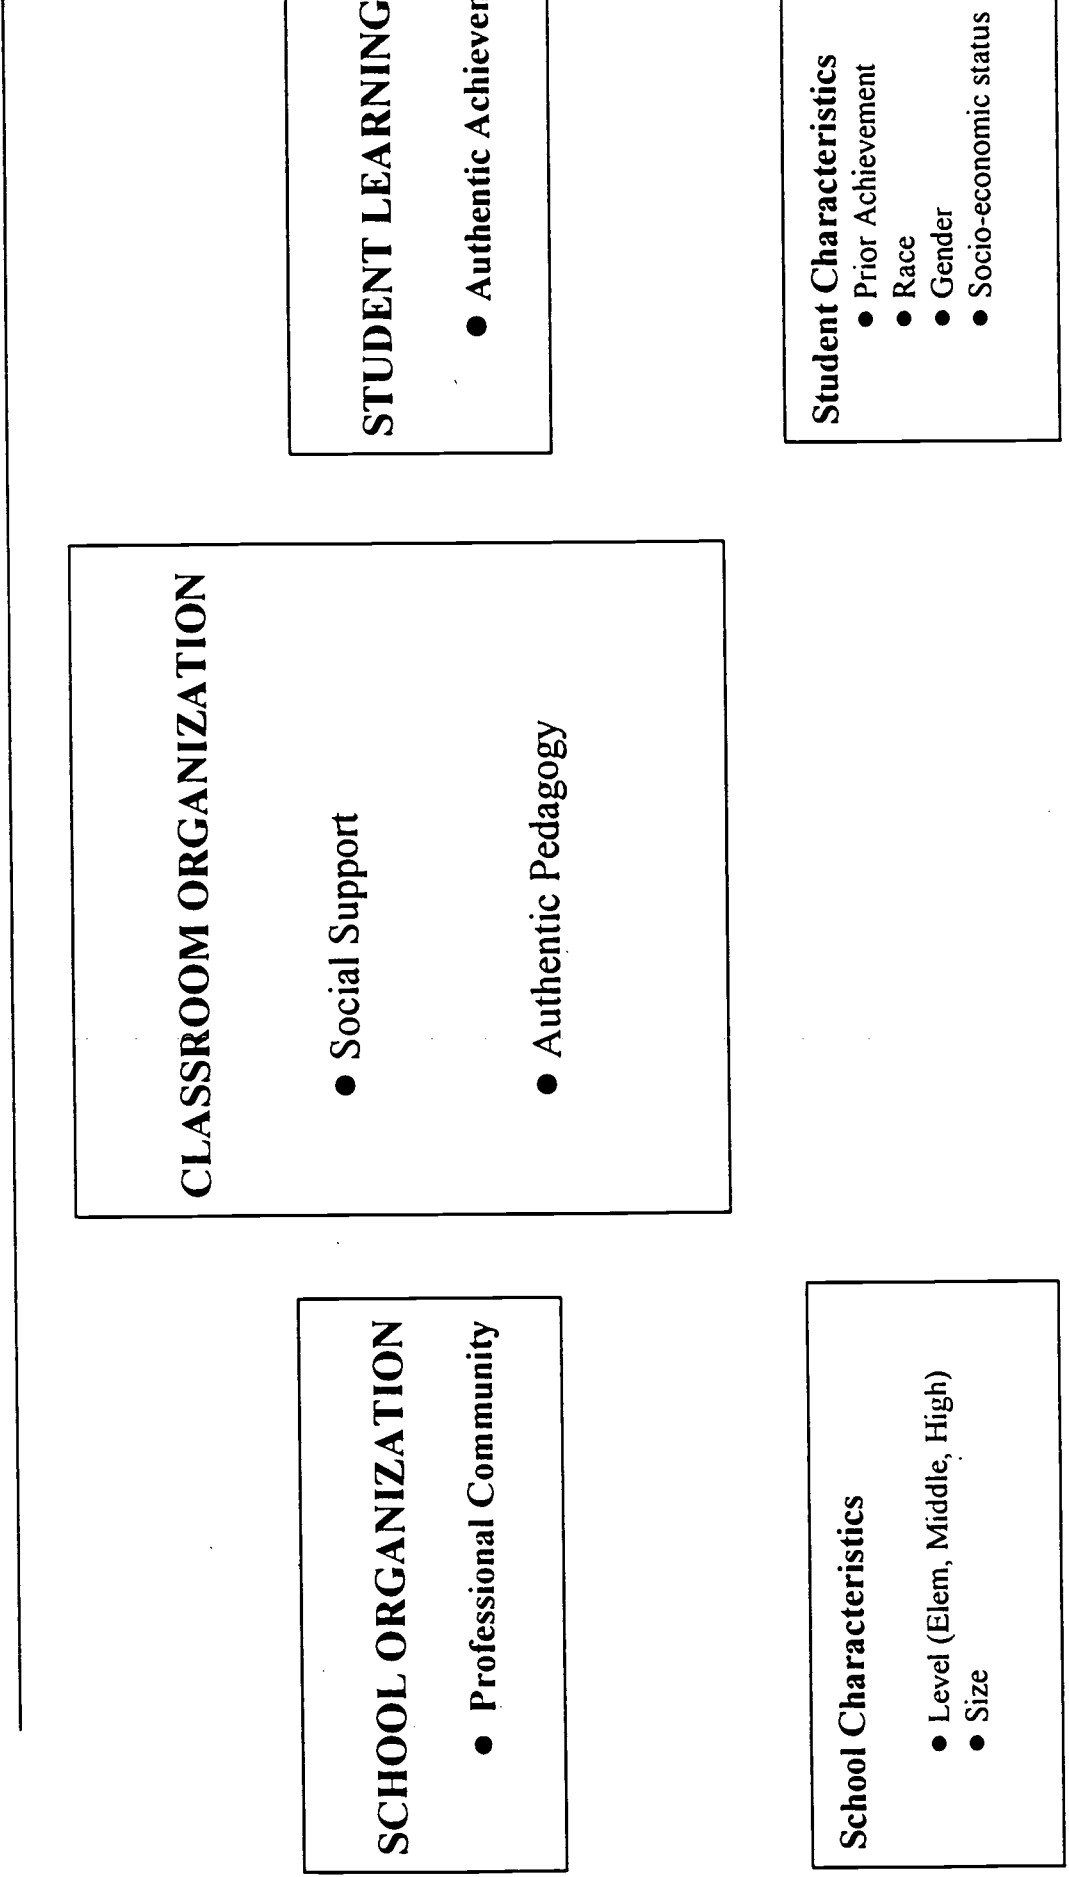 SCHOOL ORGANIZATION
● Professional Community
CLASSROOM ORGANIZATION
● Social Support
● Authentic Pedagogy
STUDENT LEARNING
● Authentic Achieve
School Characteristics
● Level (Elem, Middle, High)
● Size
Student Characteristics
● Prior Achievement
● Race
● Gender
● Socio-economic status